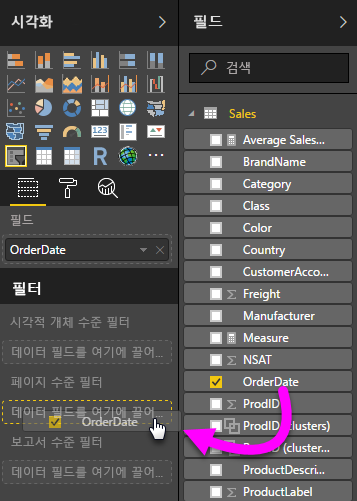 시각화
필드
검색
Sales
Average Sales...
BrandName
Category
Class
Color
Country
CustomerAcco...
Freight
Manufacturer
Measure
NSAT
OrderDate
ProdID
ProdID (clusters)
(cluster...
ProductDescri...
ProductLabel
123
R
필드
OrderDate
필터
시각적 개체 수준 필터
데이터 필드를 여기에 끌어...
페이지 수준 필터
데이터 필드를 여기에 끌어...
OrderDate
보고서 수준 필터
데이터 필드를 여기에 끌어...